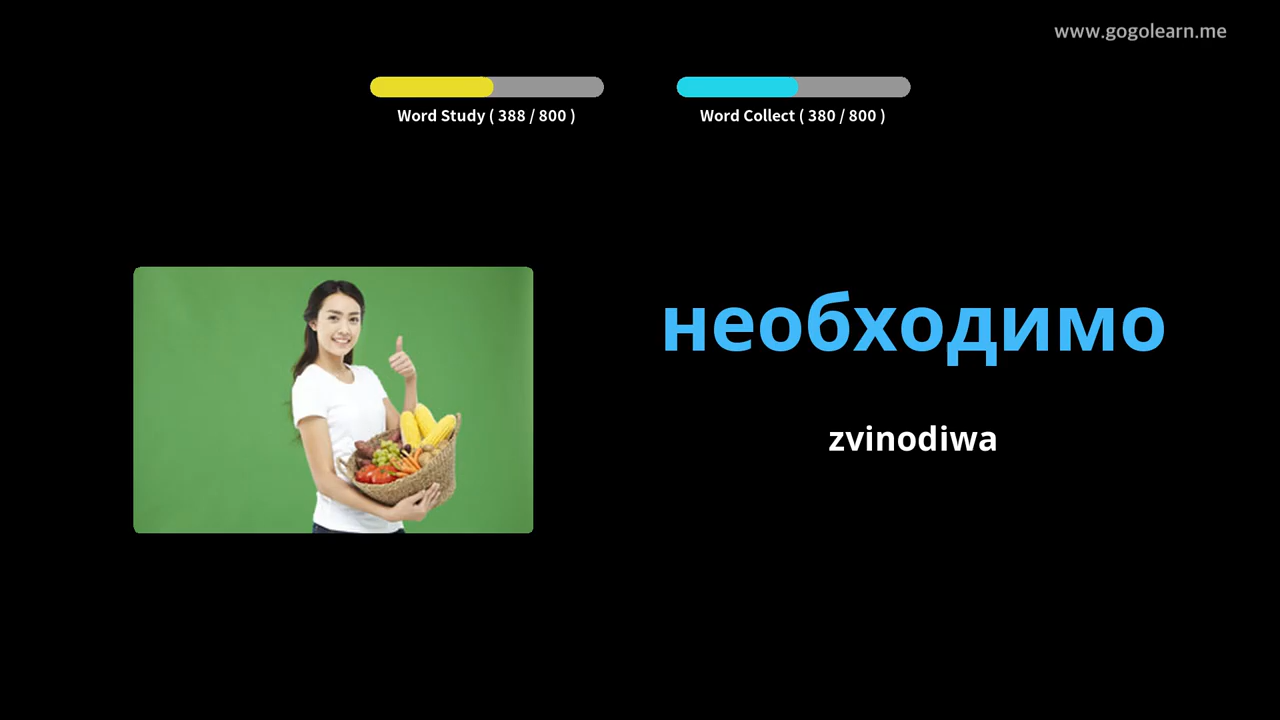 www.gogolearn.me
Word Study ( 388 / 800 )
Word Collect ( 380 / 800 )
необходимо
zvinodiwa